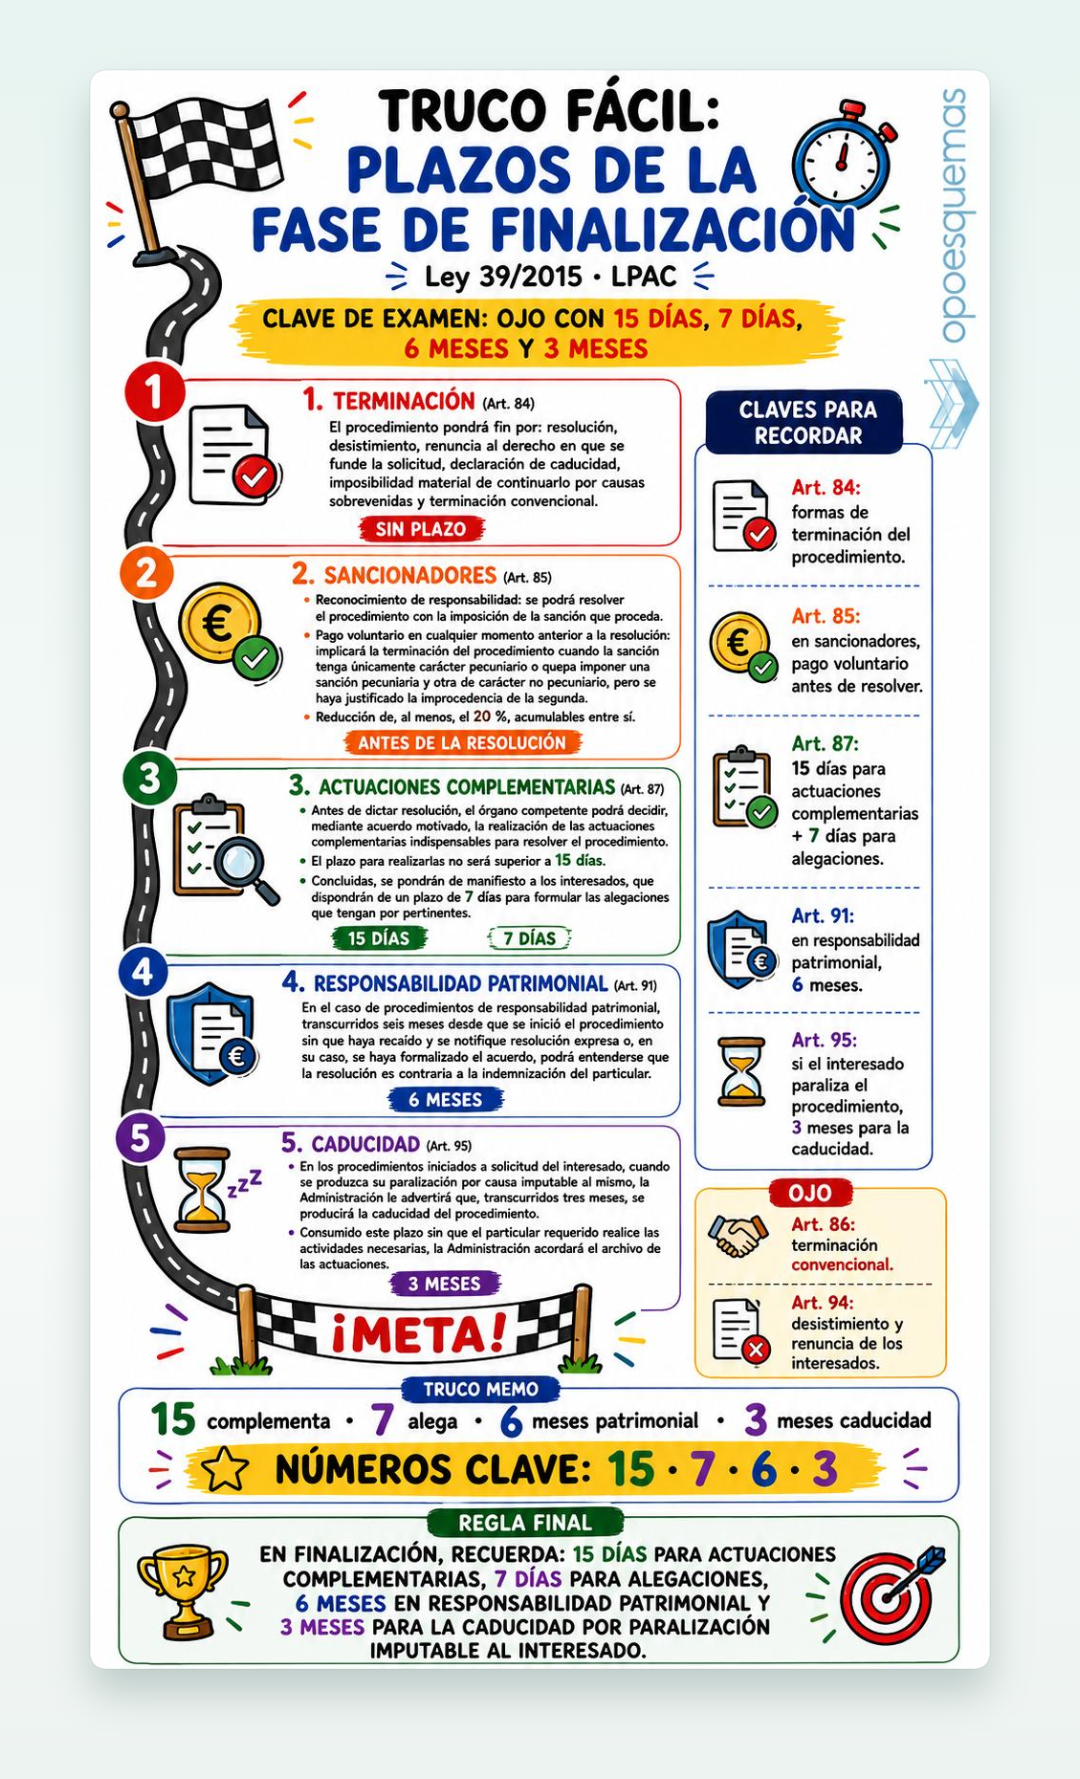 TRUCO FÁCIL:
PLAZOS DE LA
FASE DE FINALIZACIÓN
Ley 39/2015 · LPAC
opoesquemas
CLAVE DE EXAMEN: OJO CON 15 DÍAS, 7 DÍAS,
6 MESES Y 3 MESES
1
1. TERMINACIÓN (Art. 84)
El procedimiento pondrá fin por: resolución,
desistimiento, renuncia al derecho en que se
funde la solicitud, declaración de caducidad,
imposibilidad material de continuarlo por causas
sobrevenidas y terminación convencional.
SIN PLAZO
2
2. SANCIONADORES (Art. 85)
• Reconocimiento de responsabilidad: se podrá resolver
el procedimiento con la imposición de la sanción que proceda.
• Pago voluntario en cualquier momento anterior a la resolución:
implicará la terminación del procedimiento cuando la sanción
tenga únicamente carácter pecuniario o quepa imponer una
sanción pecuniaria y otra de carácter no pecuniario, pero se
haya justificado la improcedencia de la segunda.
• Reducción de, al menos, el 20 %, acumulables entre sí.
ANTES DE LA RESOLUCIÓN
3
3. ACTUACIONES COMPLEMENTARIAS (Art. 87)
• Antes de dictar resolución, el órgano competente podrá decidir,
mediante acuerdo motivado, la realización de las actuaciones
complementarias indispensables para resolver el procedimiento.
• El plazo para realizarlas no será superior a 15 días.
• Concluidas, se pondrán de manifiesto a los interesados, que
dispondrán de un plazo de 7 días para formular las alegaciones
que tengan por pertinentes.
15 DÍAS
7 DÍAS
4
4. RESPONSABILIDAD PATRIMONIAL (Art. 91)
En el caso de procedimientos de responsabilidad patrimonial,
transcurridos seis meses desde que se inició el procedimiento
sin que haya recaído y se notifique resolución expresa o, en
su caso, se haya formalizado el acuerdo, podrá entenderse que
la resolución es contraria a la indemnización del particular.
6 MESES
5
5. CADUCIDAD (Art. 95)
zzZ
• En los procedimientos iniciados a solicitud del interesado, cuando
se produzca su paralización por causa imputable al mismo, la
Administración le advertirá que, transcurridos tres meses, se
producirá la caducidad del procedimiento.
• Consumido este plazo sin que el particular requerido realice las
actividades necesarias, la Administración acordará el archivo de
las actuaciones.
3 MESES
¡META!
CLAVES PARA
RECORDAR
Art. 84:
formas de
terminación del
procedimiento.
€
Art. 85:
en sancionadores,
pago voluntario
antes de resolver.
Art. 87:
15 días para
actuaciones
complementarias
+ 7 días para
alegaciones.
€
Art. 91:
en responsabilidad
patrimonial,
6 meses.
Art. 95:
si el interesado
paraliza el
procedimiento,
3 meses para la
caducidad.
OJO
Art. 86:
terminación
convencional.
Art. 94:
desistimiento y
renuncia de los
interesados.
TRUCO MEMO
15 complementa · 7 alega · 6 meses patrimonial · 3 meses caducidad
NÚMEROS CLAVE: 15 · 7 · 6 · 3
REGLA FINAL
EN FINALIZACIÓN, RECUERDA: 15 DÍAS PARA ACTUACIONES
COMPLEMENTARIAS, 7 DÍAS PARA ALEGACIONES,
6 MESES EN RESPONSABILIDAD PATRIMONIAL Y
3 MESES PARA LA CADUCIDAD POR PARALIZACIÓN
IMPUTABLE AL INTERESADO.